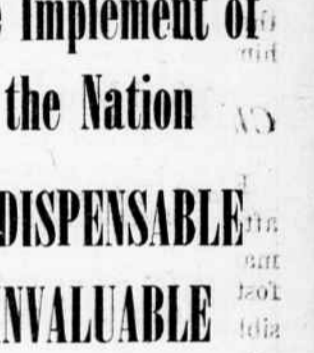 Implement of
the Nation
DISPENSABLE
NVALUABLE